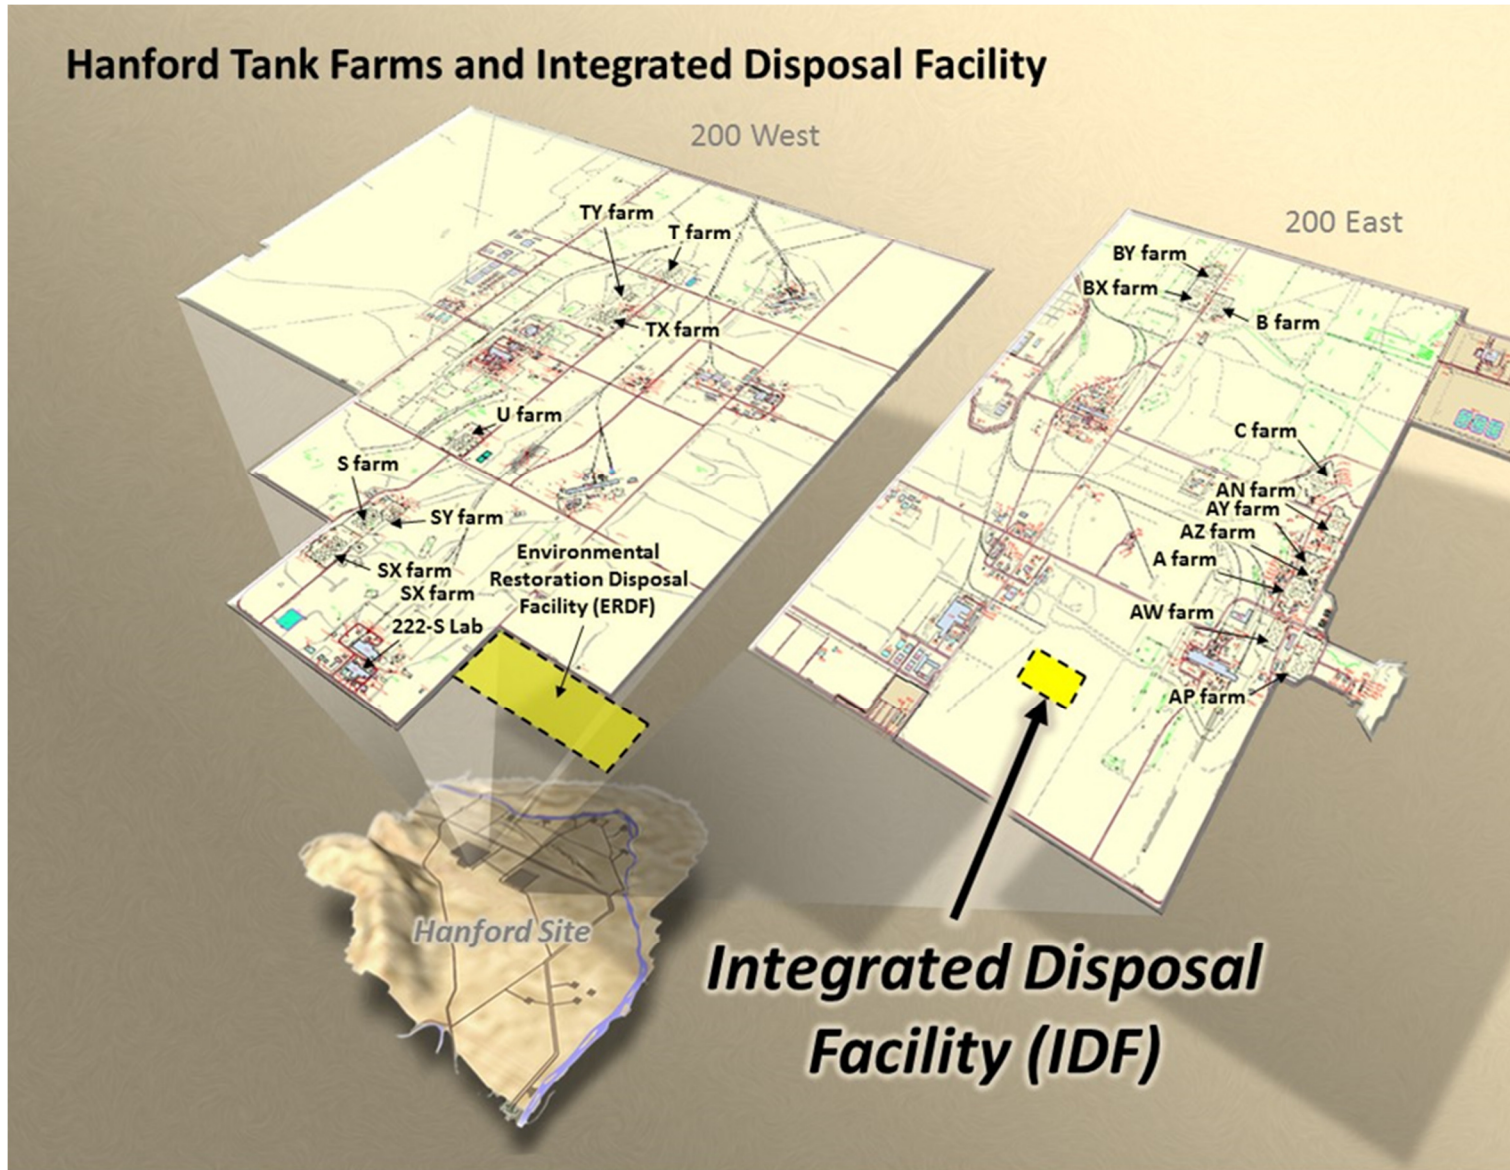 Hanford Tank Farms and Integrated Disposal Facility
200 West
200 East
TY farm
T farm
TX farm
U farm
S farm
SY farm
SX farm
SX farm
222-S Lab
Environmental
Restoration Disposal
Facility (ERDF)
BY farm
BX farm
B farm
C farm
AN farm
AY farm
AZ farm
A farm
AW farm
AP farm
Hanford Site
Integrated Disposal
Facility (IDF)